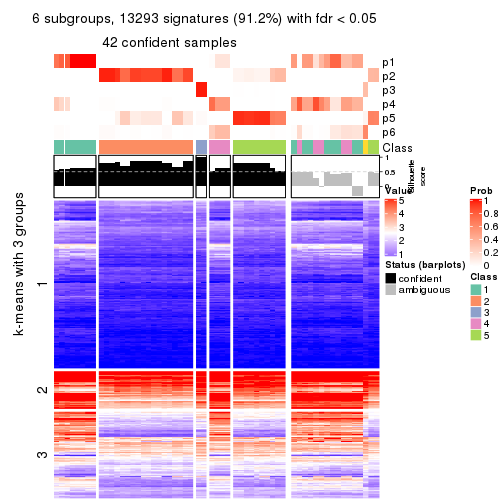 6 subgroups, 13293 signatures (91.2%) with fdr < 0.05
42 confident samples
p1
p2
p3
p4
p5
p6
Class
1
0.5
0
Silhouette
score
k-means with 3 groups
1
2
3
Value
5
4
3
2
1
Status (barplots)
confident
ambiguous
Prob
1
0.8
0.6
0.4
0.2
0
Class
1
2
3
4
5